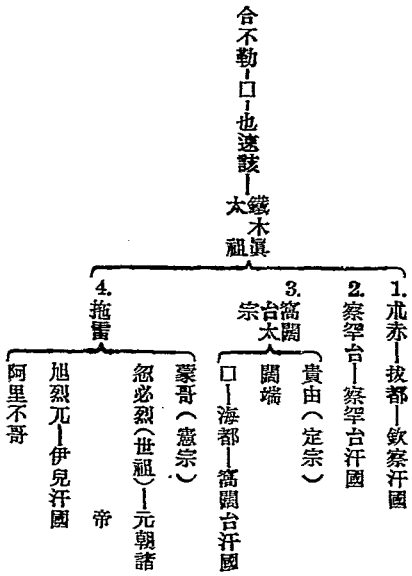 合不勒—□—也速該—鐵木眞太祖
1.朮赤—拔都—欽察汗國
2.察罕台—察罕台汗國
3.窩闊台太宗
貴由(定宗)
闊端
□—海都—窩闊台汗國
4.拖雷
蒙哥(憲宗)
忽必烈(世祖)—元朝諸
帝
旭烈兀—伊兒汗國
阿里不哥